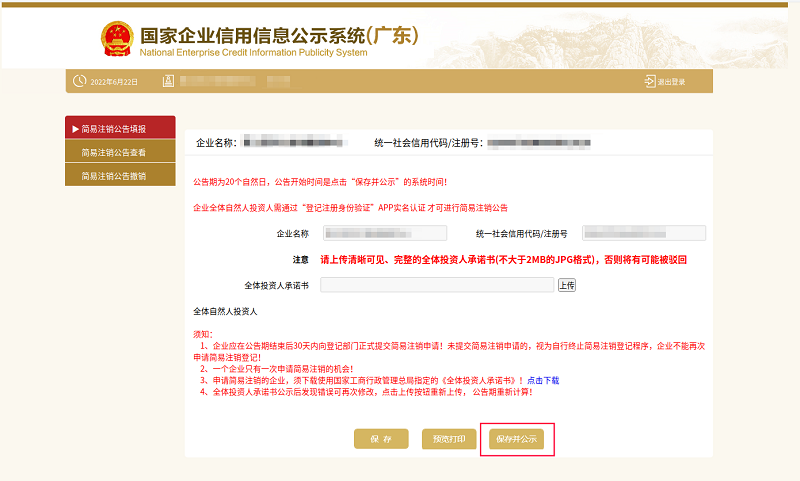 国家企业信用信息公示系统(广东)
National Enterprise Credit Information Publicity System
2022年6月22日
退出登录
▶ 简易注销公告填报
简易注销公告查看
简易注销公告撤销
企业名称: 统一社会信用代码/注册号:
公告期为20个自然日，公告开始时间是点击“保存并公示”的系统时间!
企业全体自然人投资人需通过“登记注册身份验证”APP实名认证 才可进行简易注销公告
企业名称 统一社会信用代码/注册号
注意 请上传清晰可见、完整的全体投资人承诺书(不大于2MB的JPG格式)，否则将有可能被驳回
全体投资人承诺书 上传
全体自然人投资人
须知:
1、企业应在公告期结束后30天内向登记部门正式提交简易注销申请! 未提交简易注销申请的，视为自行终止简易注销登记程序，企业不能再次
申请简易注销登记!
2、一个企业只有一次申请简易注销的机会!
3、申请简易注销的企业，须下载使用国家工商行政管理总局指定的《全体投资人承诺书》! 点击下载
4、全体投资人承诺书公示后发现错误可再次修改，点击上传按钮重新上传， 公告期重新计算!
保 存 预览打印 保存并公示